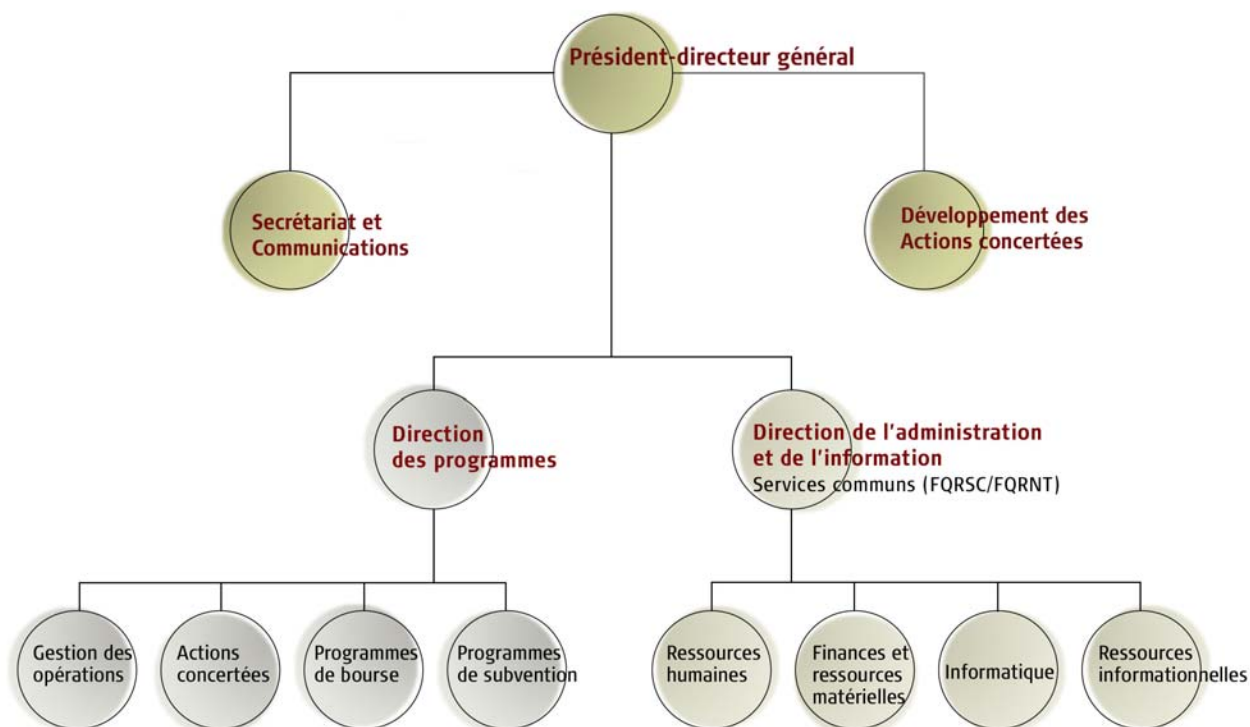 Président-directeur général
Secrétariat et
Communications
Développement des
Actions concertées
Direction
des programmes
Direction de l'administration
et de l'information
Services communs (FQRSC/FQRNT)
Gestion des
opérations
Actions
concertées
Programmes
de bourse
Programmes
de subvention
Ressources
humaines
Finances et
ressources
matérielles
Informatique
Ressources
informationnelles